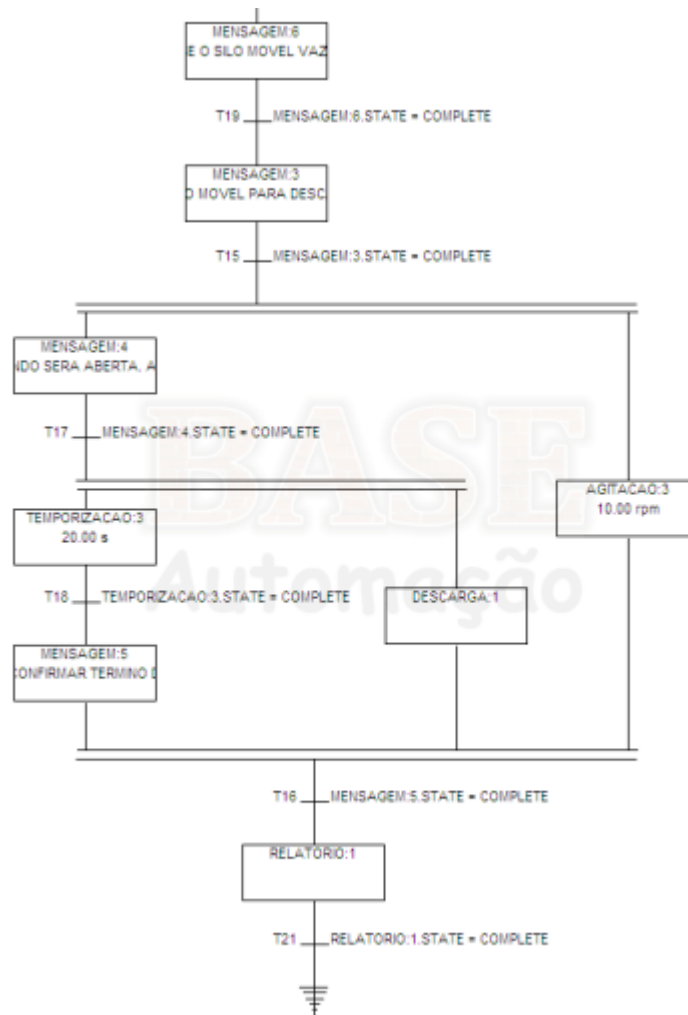 MENSAGEM:6
E O SILO MOVEL VAZ
T19
MENSAGEM:6.STATE = COMPLETE
MENSAGEM:3
O MOVEL PARA DESC
T15
MENSAGEM:3.STATE = COMPLETE
MENSAGEM:4
NDO SERA ABERTA. A
T17
MENSAGEM:4.STATE = COMPLETE
BASE
Automação
AGITACAO:3
10.00 rpm
TEMPORIZACAO:3
20.00 s
T18
TEMPORIZACAO:3.STATE = COMPLETE
DESCARGA:1
MENSAGEM:5
CONFIRMAR TERMINO D
T16
MENSAGEM:5.STATE = COMPLETE
RELATORIO:1
T21
RELATORIO:1.STATE = COMPLETE